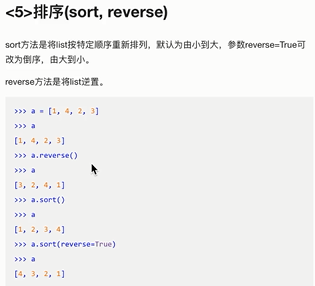 <5>排序(sort, reverse)
sort方法是将list按特定顺序重新排列，默认为由小到大，参数reverse=True可
改为倒序，由大到小。
reverse方法是将list逆置。
>>> a = [1, 4, 2, 3]
>>> a
[1, 4, 2, 3]
>>> a.reverse()
>>> a
[3, 2, 4, 1]
>>> a.sort()
>>> a
[1, 2, 3, 4]
>>> a.sort(reverse=True)
>>> a
[4, 3, 2, 1]